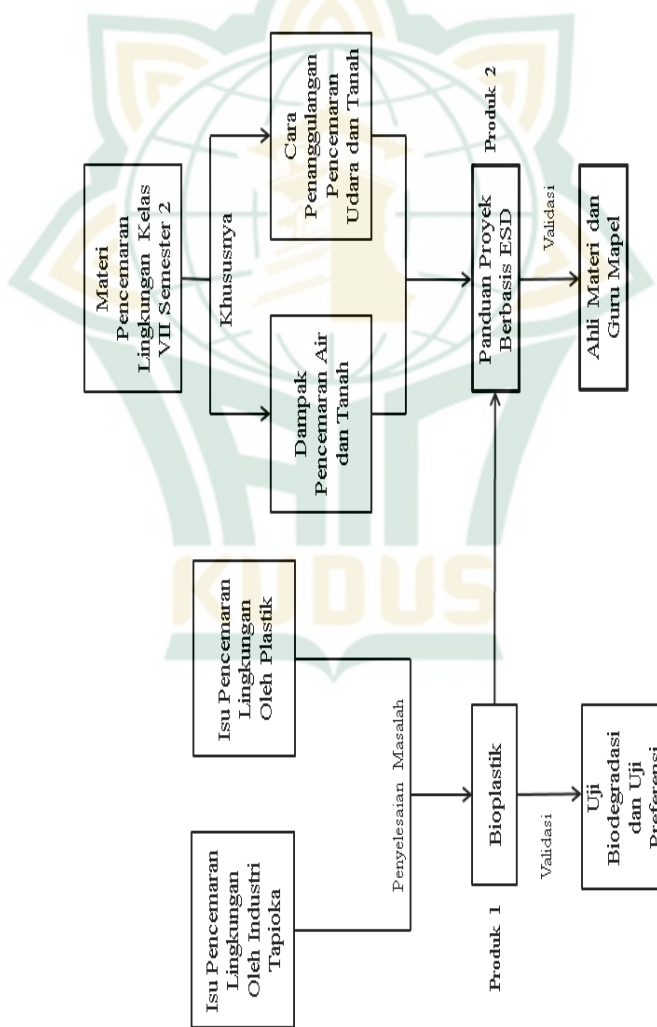 Isu Pencemaran
Lingkungan
Oleh Industri
Tapioka
Isu Pencemaran
Lingkungan
Oleh Plastik
Penyelesaian Masalah
Produk 1
Bioplastik
Validasi
Uji
Biodegradasi
dan Uji
Preferensi
Materi
Pencemaran
Lingkungan Kelas
VII Semester 2
Khususnya
Dampak
Pencemaran Air
dan Tanah
Cara
Penanggulangan
Pencemaran
Udara dan Tanah
Panduan Proyek
Berbasis ESD
Produk 2
Validasi
Ahli Materi dan
Guru Mapel
KUDUS